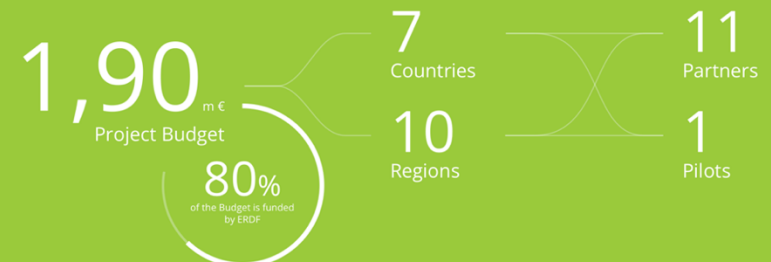 1,90 m €
Project Budget
80%
of the Budget is funded
by ERDF
7
Countries
10
Regions
11
Partners
1
Pilots